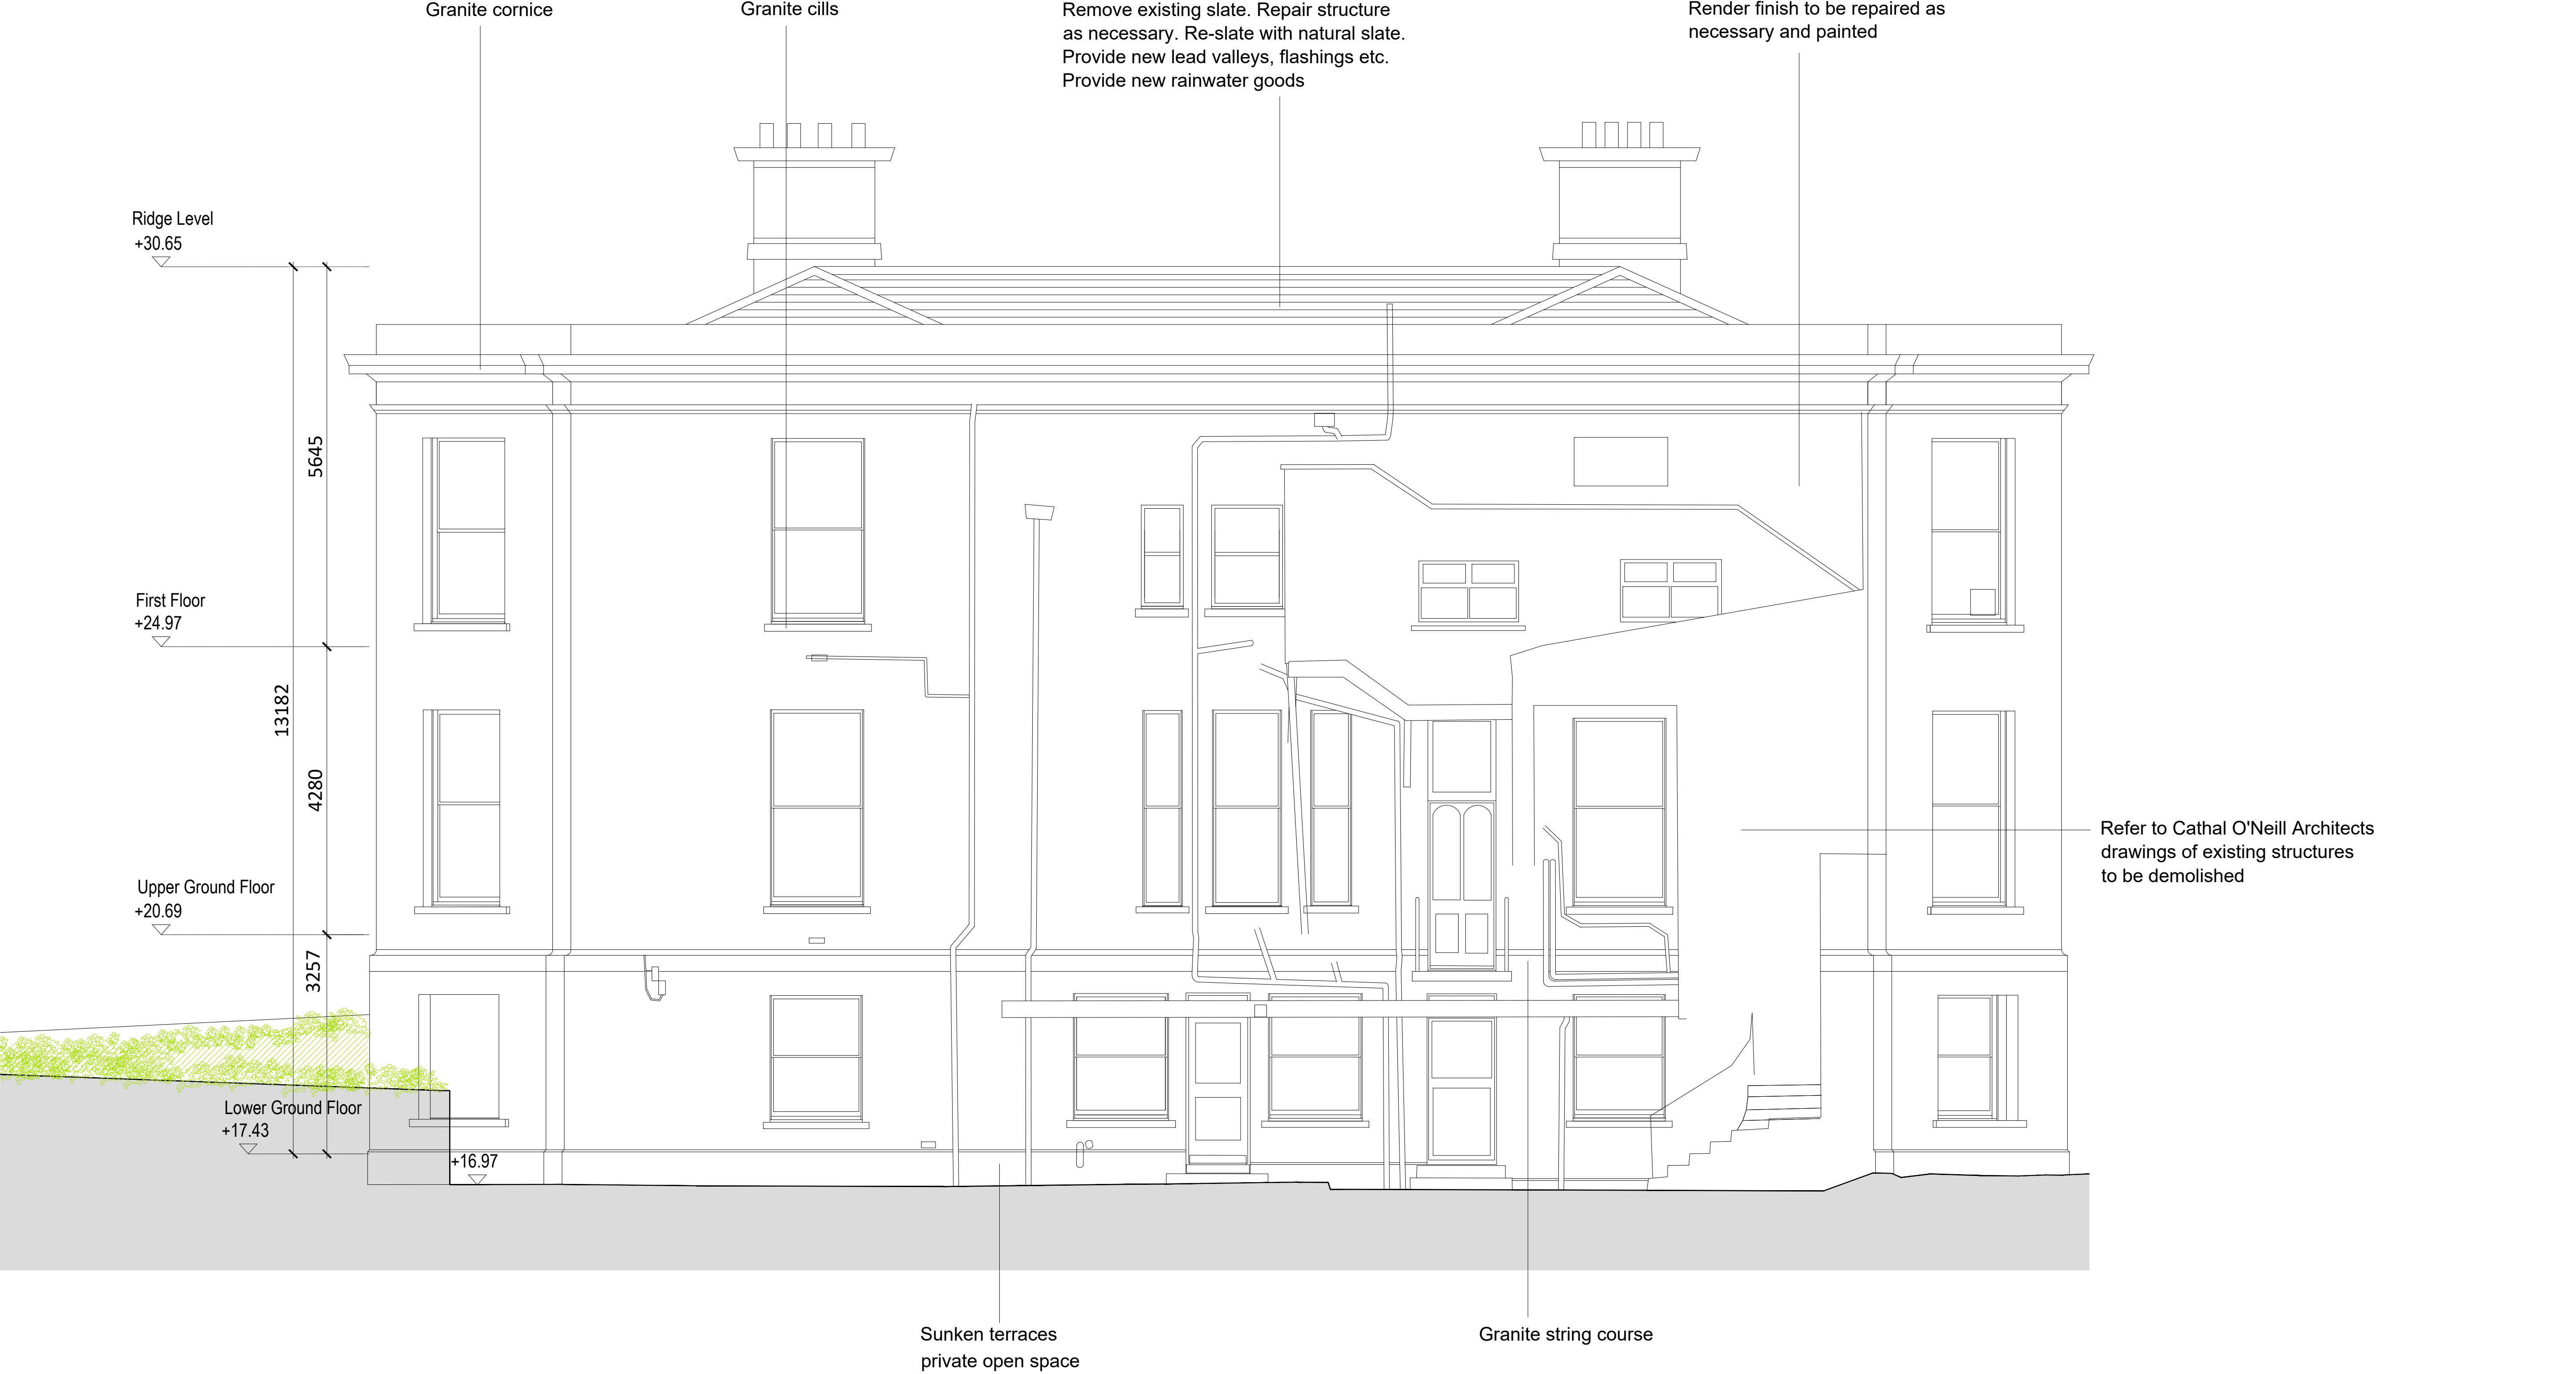 Granite cornice
Granite cills
Remove existing slate. Repair structure
as necessary. Re-slate with natural slate.
Provide new lead valleys, flashings etc.
Provide new rainwater goods
Render finish to be repaired as
necessary and painted
Ridge Level
+30.65
5645
First Floor
+24.97
13182
4280
Refer to Cathal O'Neill Architects
drawings of existing structures
to be demolished
Upper Ground Floor
+20.69
3257
Lower Ground Floor
+17.43
+16.97
Sunken terraces
private open space
Granite string course